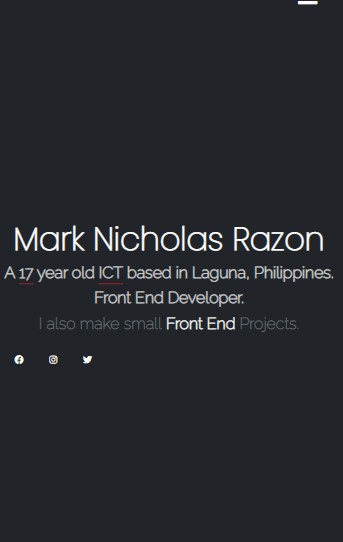 Mark Nicholas Razon
A 17 year old ICT based in Laguna, Philippines.
Front End Developer.
I also make small Front End Projects.